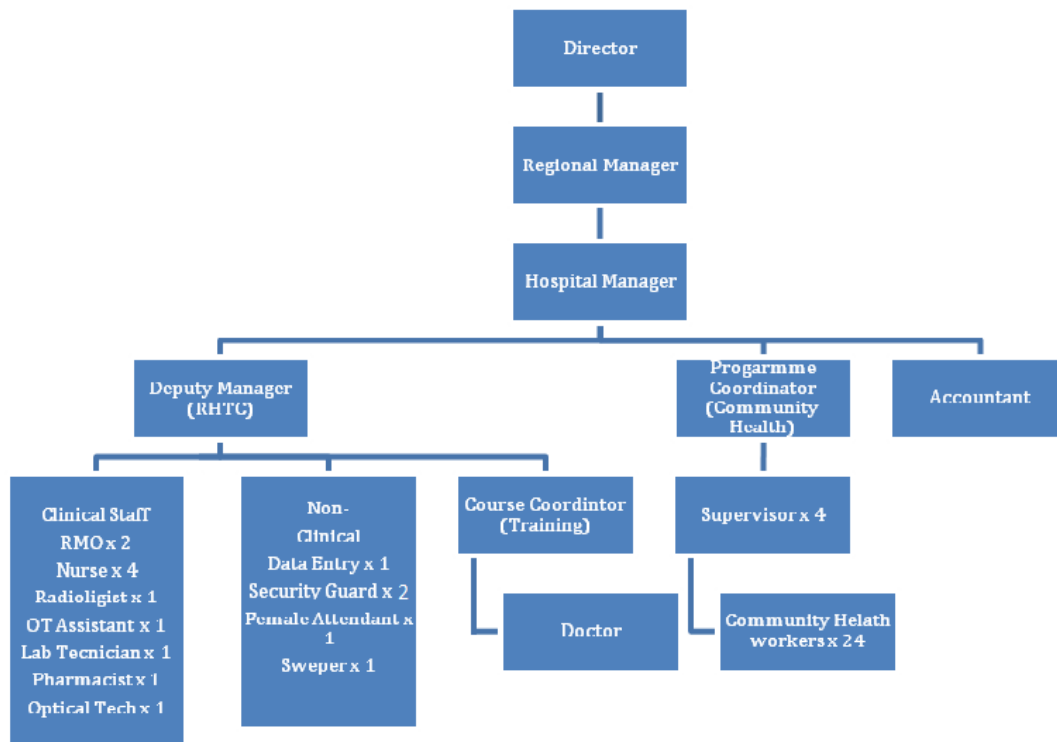 Director
Regional Manager
Hospital Manager
Deputy Manager
(RHTC)
Progarmme
Coordinator
(Community
Health)
Accountant
Clinical Staff
RMO x 2
Nurse x 4
Radioligist x 1
OT Assistant x 1
Lab Tecnician x 1
Pharmacist x 1
Optical Tech x 1
Non-
Clinical
Data Entry x 1
Security Guard x 2
Female Attendant x
1
Sweper x 1
Course Coordintor
(Training)
Doctor
Supervisor x 4
Community Helath
workers x 24